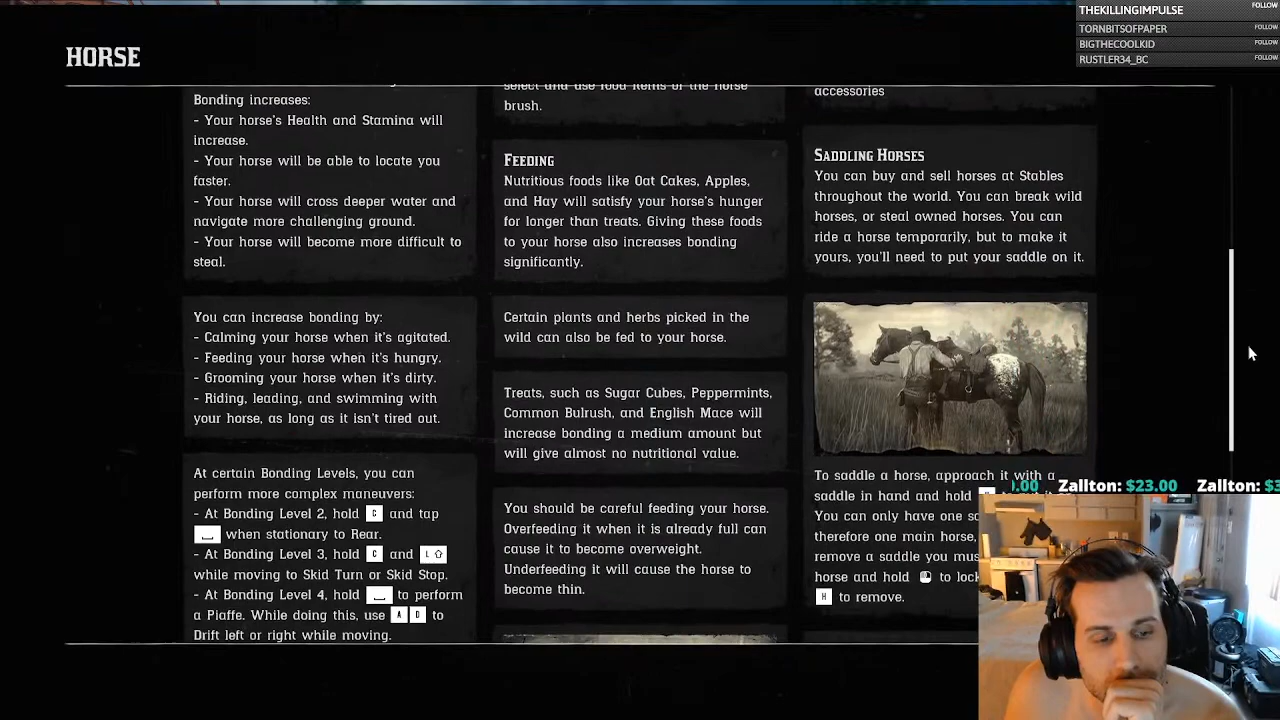 THEKILLINGIMPULSE FOLLOW
TORNBITSOFPAPER FOLLOW
BIGTHECOOLKID FOLLOW
RUSTLER34_BC FOLLOW
HORSE
Bonding increases:
- Your horse's Health and Stamina will
increase.
- Your horse will be able to locate you
faster.
- Your horse will cross deeper water and
navigate more challenging ground.
- Your horse will become more difficult to
steal.
You can increase bonding by:
- Calming your horse when it's agitated.
- Feeding your horse when it's hungry.
- Grooming your horse when it's dirty.
- Riding, leading, and swimming with
your horse, as long as it isn't tired out.
At certain Bonding Levels, you can
perform more complex maneuvers:
- At Bonding Level 2, hold C and tap
when stationary to Rear.
- At Bonding Level 3, hold C and L
while moving to Skid Turn or Skid Stop.
- At Bonding Level 4, hold to perform
a Piaffe. While doing this, use A D to
Drift left or right while moving.
select and use food items or the horse
brush.
FEEDING
Nutritious foods like Oat Cakes, Apples,
and Hay will satisfy your horse's hunger
for longer than treats. Giving these foods
to your horse also increases bonding
significantly.
Certain plants and herbs picked in the
wild can also be fed to your horse.
Treats, such as Sugar Cubes, Peppermints,
Common Bulrush, and English Mace will
increase bonding a medium amount but
will give almost no nutritional value.
You should be careful feeding your horse.
Overfeeding it when it is already full can
cause it to become overweight.
Underfeeding it will cause the horse to
become thin.
accessories
SADDLING HORSES
You can buy and sell horses at Stables
throughout the world. You can break wild
horses, or steal owned horses. You can
ride a horse temporarily, but to make it
yours, you'll need to put your saddle on it.
To saddle a horse, approach it with a
saddle in hand and hold
You can only have one
therefore one main horse,
remove a saddle you
horse and hold to
H to remove.
.00 Zallton: $23.00 Zallton: